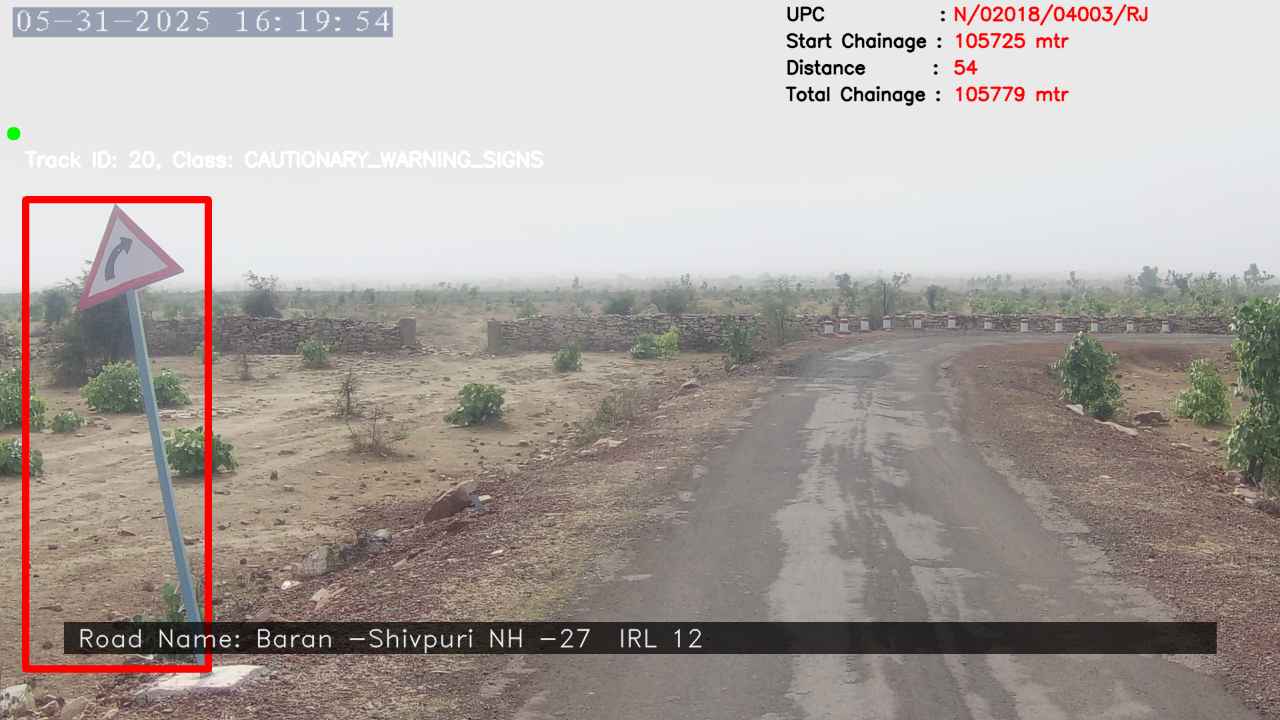 05-31-2025 16:19:54
UPC : N/02018/04003/RJ
Start Chainage : 105725 mtr
Distance : 54
Total Chainage : 105779 mtr
Track ID: 20, Class: CAUTIONARY_WARNING_SIGNS
Road Name: Baran -Shivpuri NH -27 IRL 12